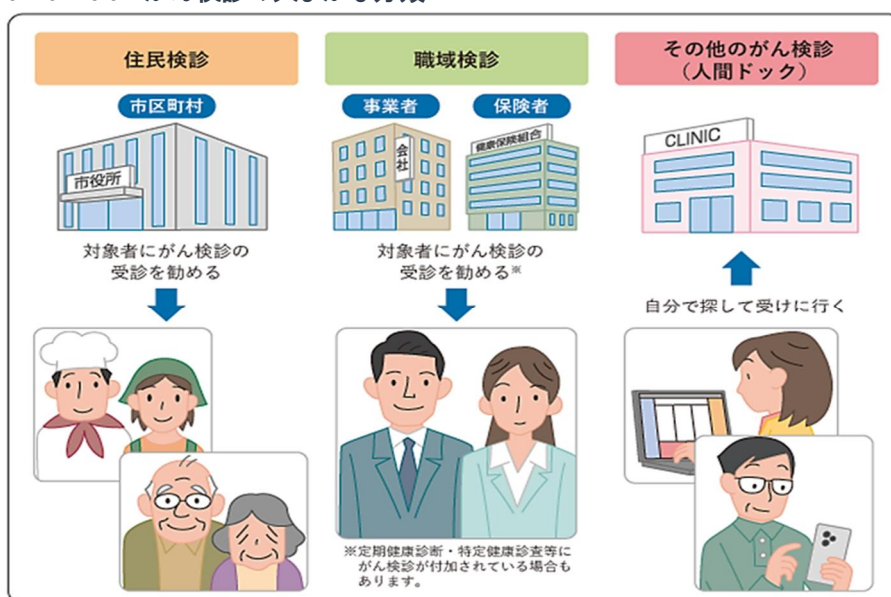 住民検診
市区町村
市役所
対象者にがん検診の
受診を勧める
職域検診
事業者
保険者
会社
健康保険組合
対象者にがん検診の
受診を勧める※
※定期健康診断・特定健康診査等に
がん検診が付加されている場合も
あります。
その他のがん検診
（人間ドック）
CLINIC
自分で探して受けに行く